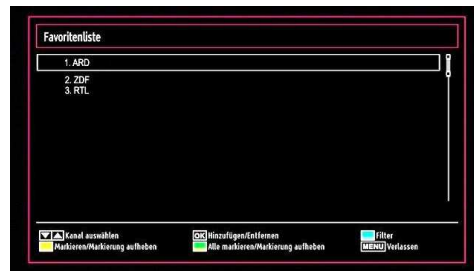 Favoritenliste
1. ARD
2. ZDF
3. RTL
Kanal auswählen
OK Hinzufügen/Entfernen
Filter
Markieren/Markierung aufheben
Alle markieren/Markierung aufheben
MENU Verlassen